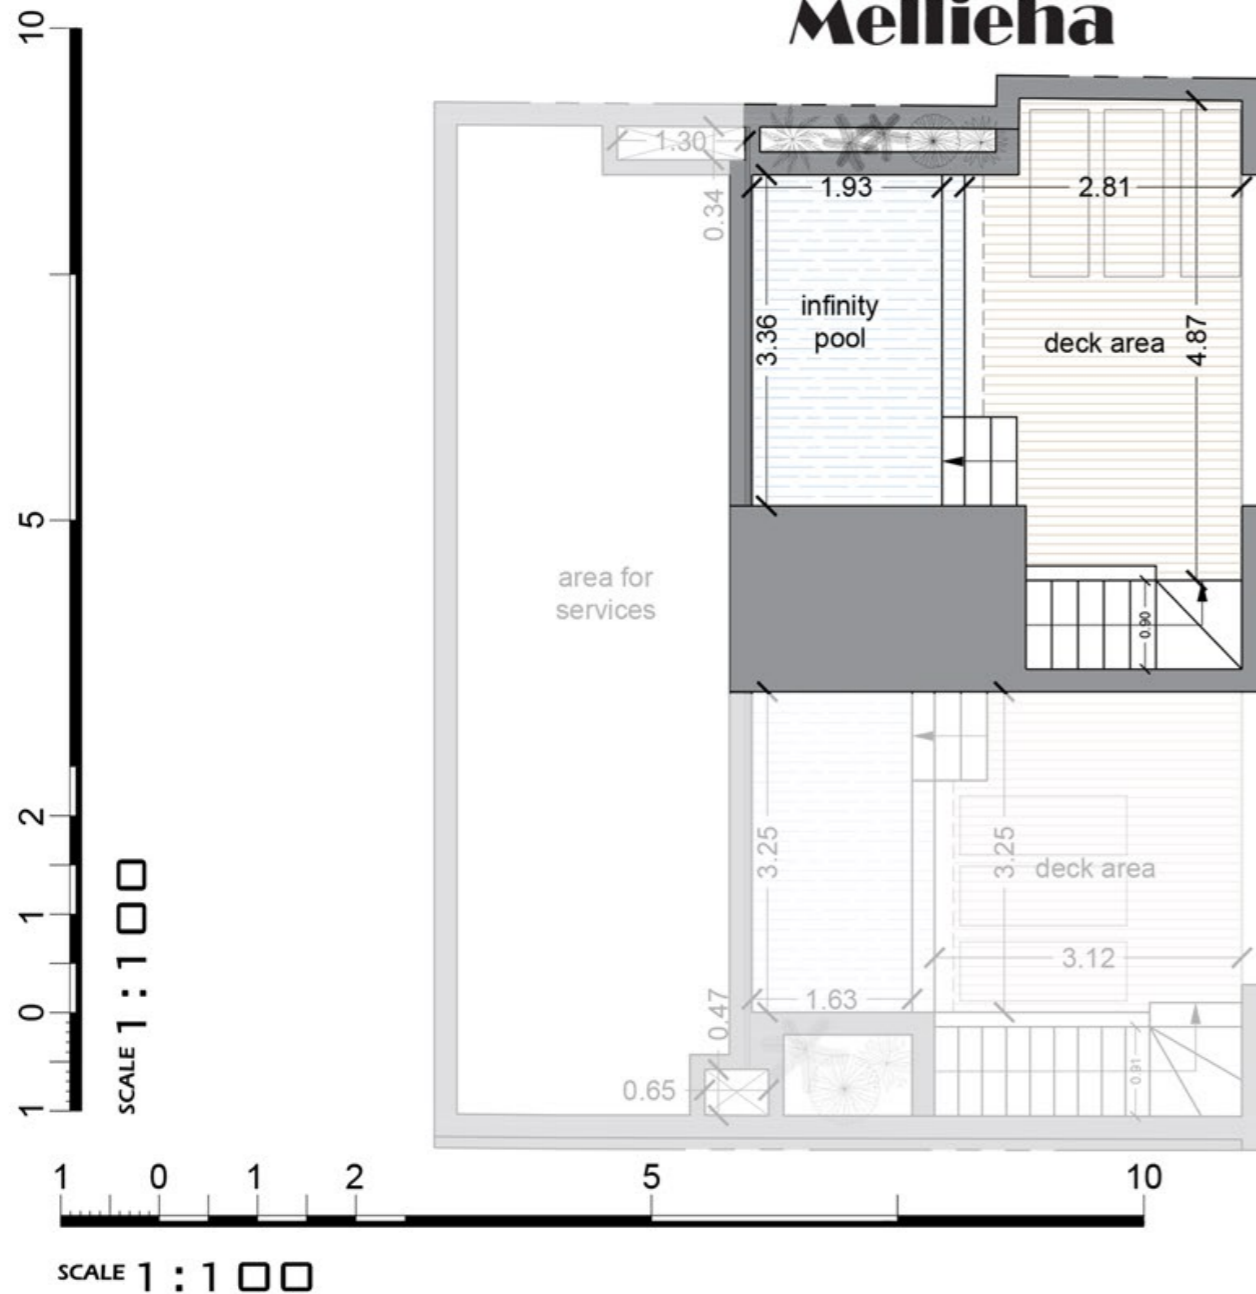 Mellieha
10
5
2
1
0
1
SCALE 1:100
1.30
0.34
1.93
2.81
3.36
infinity
pool
deck area
4.87
area for
services
0.90
3.25
3.25
deck area
3.12
1.63
0.47
0.65
0.91
1 0 1 2 5 10
SCALE 1:100